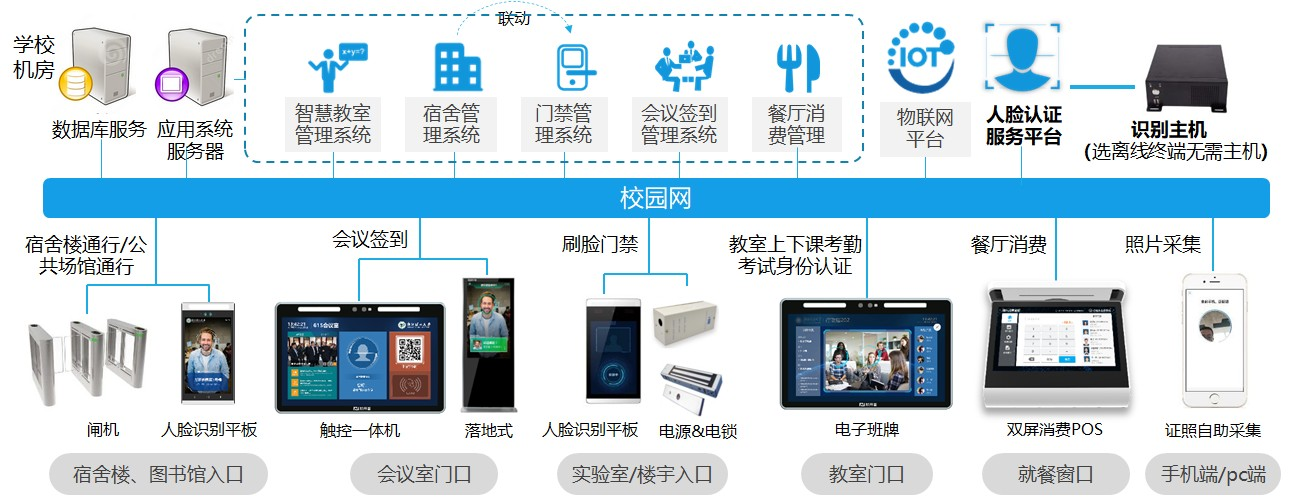 联动
学校
机房
x+y=?
IOT
数据库服务
应用系统
服务器
智慧教室
管理系统
宿舍管
理系统
门禁管
理系统
会议签到
管理系统
餐厅消
费管理
物联网
平台
人脸认证
服务平台
识别主机
(选离线终端无需主机)
校园网
宿舍楼通行/公
共场馆通行
会议签到
刷脸门禁
教室上下课考勤
考试身份认证
餐厅消费
照片采集
615会议室
闸机
人脸识别平板
触控一体机
落地式
人脸识别平板
电源&电锁
电子班牌
双屏消费POS
证照自助采集
宿舍楼、图书馆入口
会议室门口
实验室/楼宇入口
教室门口
就餐窗口
手机端/pc端